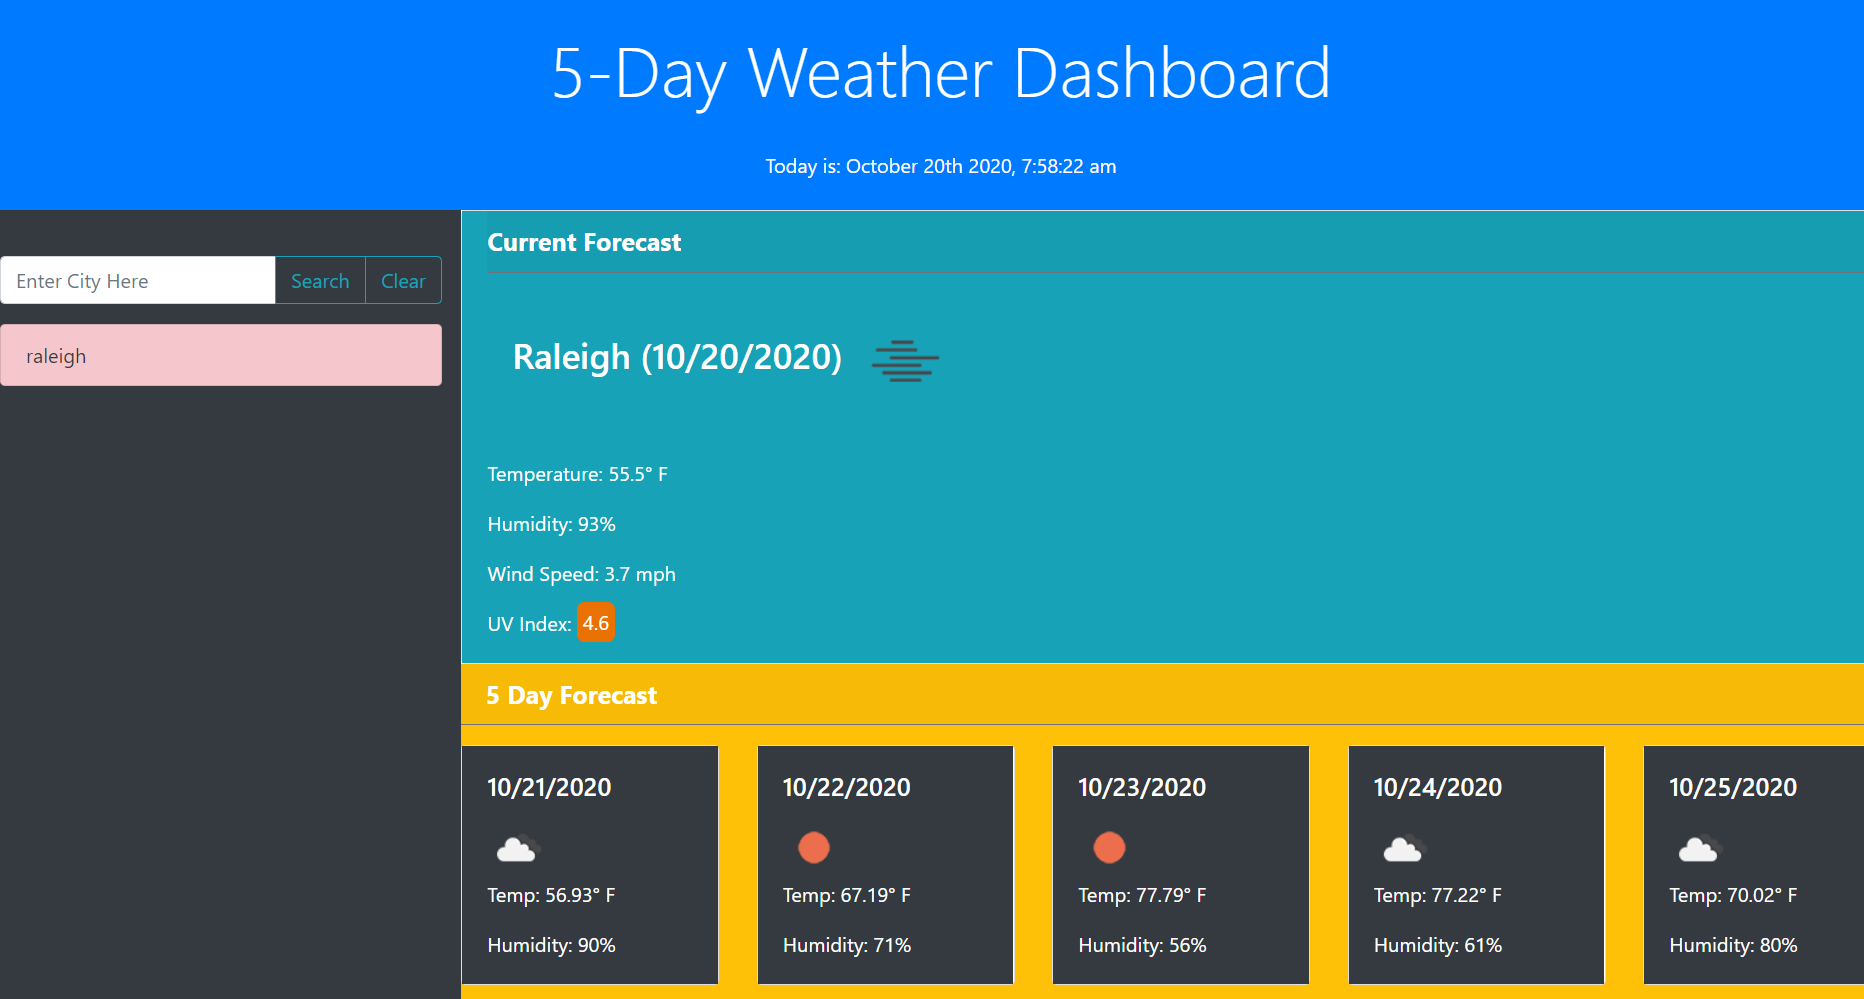 5-Day Weather Dashboard
Today is: October 20th 2020, 7:58:22 am
Enter City Here
Search
Clear
raleigh
Current Forecast
Raleigh (10/20/2020)
Temperature: 55.5° F
Humidity: 93%
Wind Speed: 3.7 mph
UV Index: 4.6
5 Day Forecast
10/21/2020
Temp: 56.93° F
Humidity: 90%
10/22/2020
Temp: 67.19° F
Humidity: 71%
10/23/2020
Temp: 77.79° F
Humidity: 56%
10/24/2020
Temp: 77.22° F
Humidity: 61%
10/25/2020
Temp: 70.02° F
Humidity: 80%